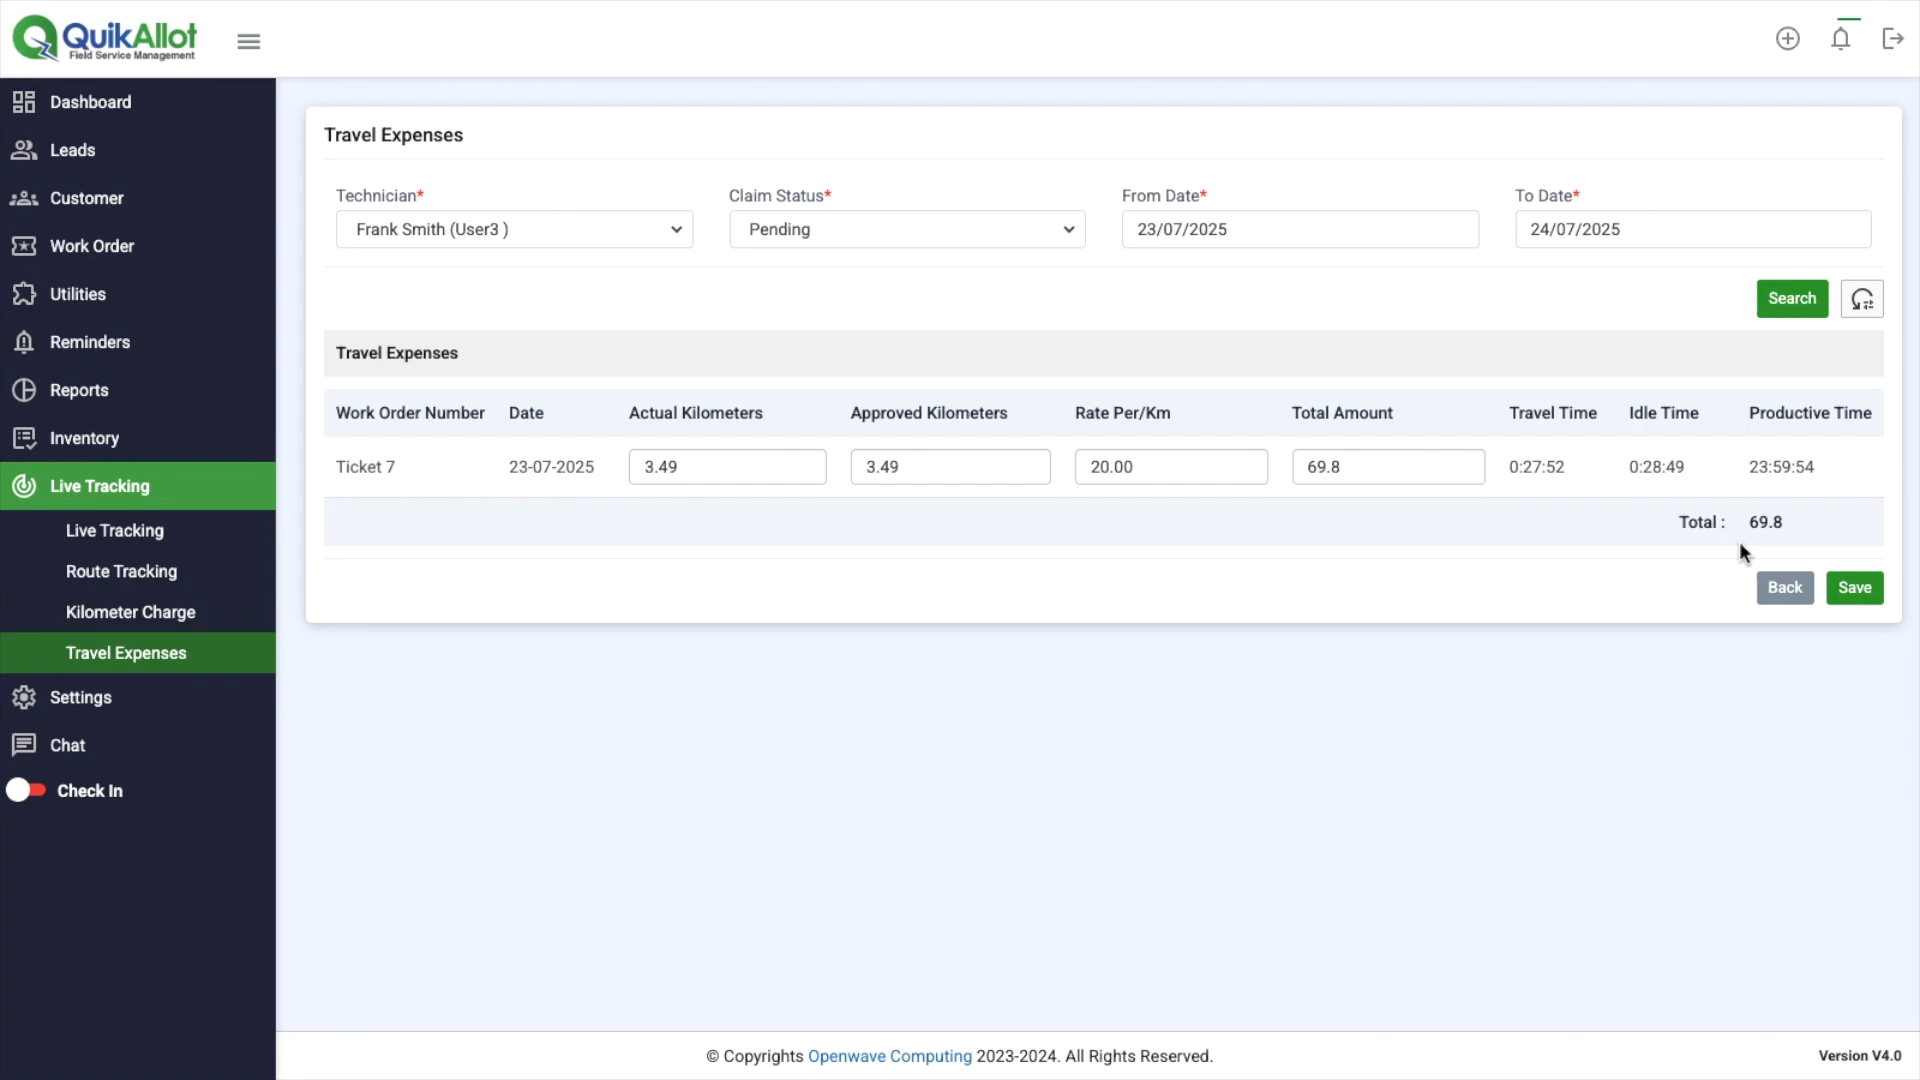 QuikAllot
Field Service Management
Dashboard
Leads
Customer
Work Order
Utilities
Reminders
Reports
Inventory
Live Tracking
Live Tracking
Route Tracking
Kilometer Charge
Travel Expenses
Settings
Chat
Check In
Travel Expenses
Technician* Claim Status* From Date* To Date*
Frank Smith (User3 ) Pending 23/07/2025 24/07/2025
Search
Travel Expenses
Work Order Number Date Actual Kilometers Approved Kilometers Rate Per/Km Total Amount Travel Time Idle Time Productive Time
Ticket 7 23-07-2025 3.49 3.49 20.00 69.8 0:27:52 0:28:49 23:59:54
Total : 69.8
Back Save
© Copyrights Openwave Computing 2023-2024. All Rights Reserved.
Version V4.0